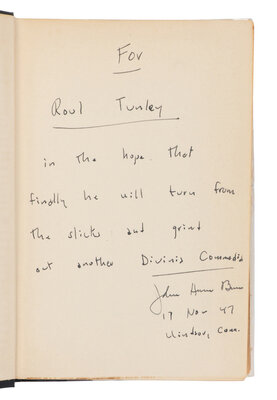 For
Roul Tunley
in the hope that
finally he will turn from
the slicks and grind
out another Divina Commedia
John Horne Burns
17 Nov 47
Windsor, Conn.